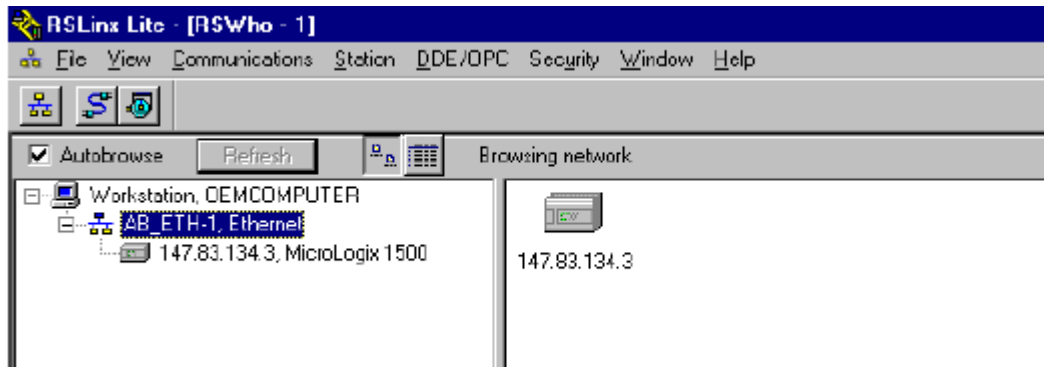 RSLinx Lite - [RSWho - 1]
File View Communications Station DDE/OPC Security Window Help
Autobrowse Refresh Browsing network
Workstation, OEMCOMPUTER
AB_ETH-1, Ethernet
147.83.134.3, MicroLogix 1500
147.83.134.3